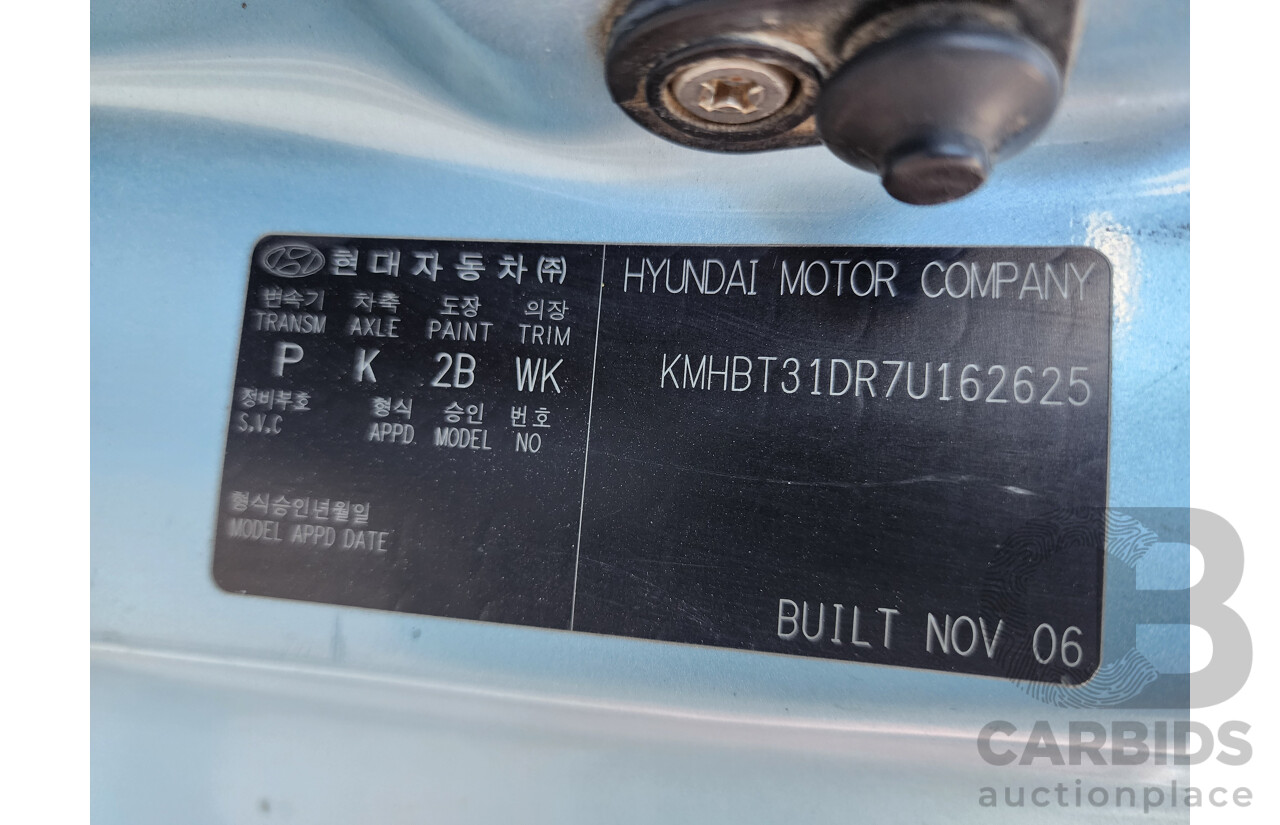 현대자동차㈜
변속기 차축 도장 의장
TRANSM AXLE PAINT TRIM
P K 2B WK
정비부호 형식 승인 번호
S.V.C APPD MODEL NO
형식승인년월일
MODEL APPD DATE
HYUNDAI MOTOR COMPANY
KMHBT31DR7U162625
BUILT NOV 06
CARBIDS
auctionplace